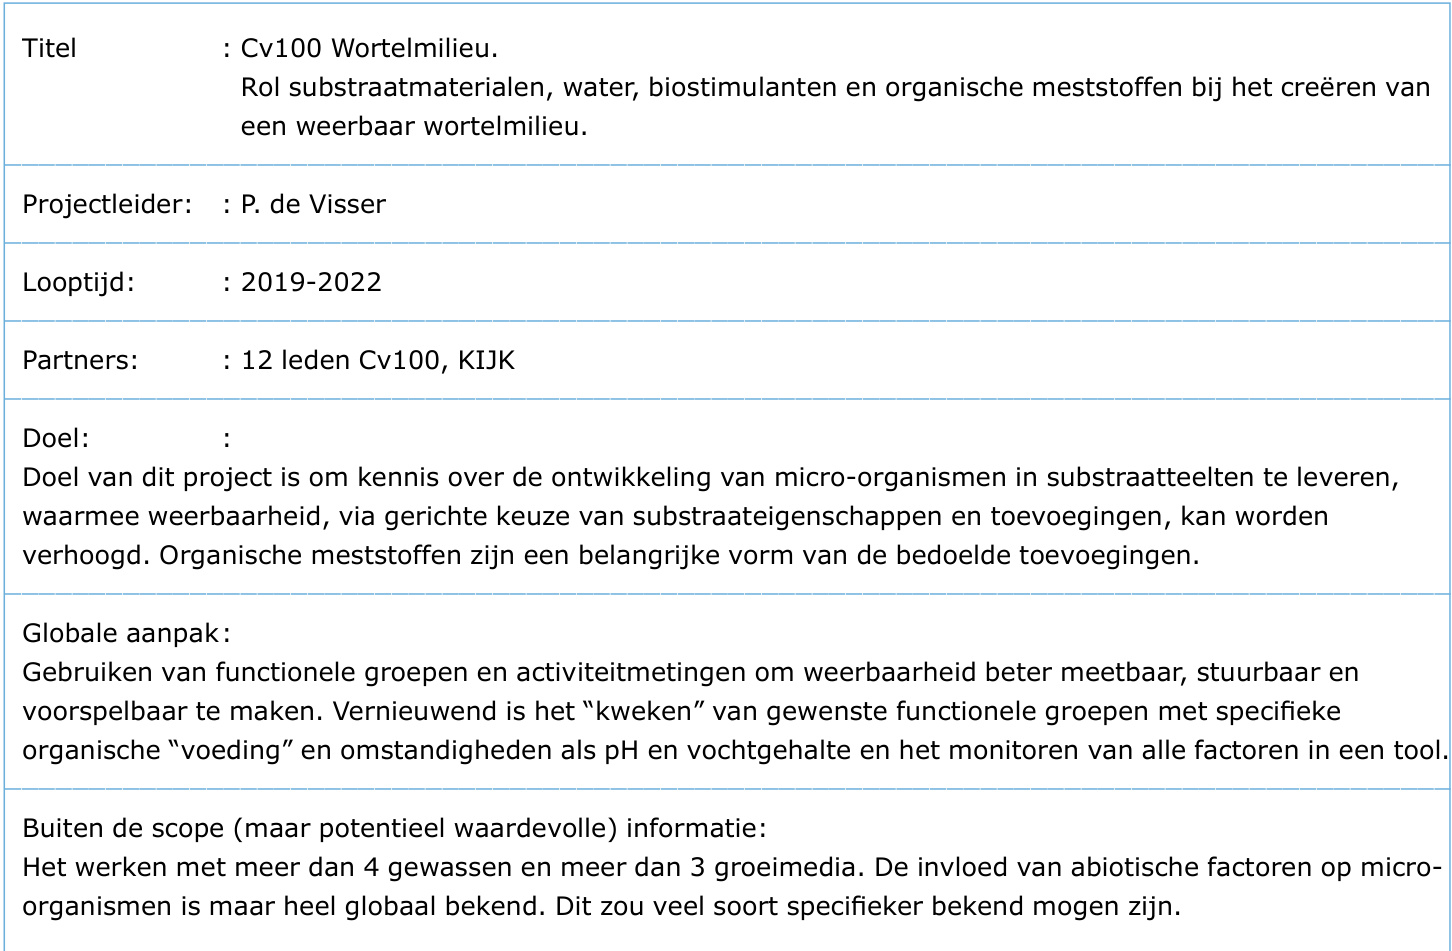 Titel : Cv100 Wortelmilieu.
Rol substraatmaterialen, water, biostimulanten en organische meststoffen bij het creëren van
een weerbaar wortelmilieu.
Projectleider: : P. de Visser
Looptijd: : 2019-2022
Partners: : 12 leden Cv100, KIJK
Doel: :
Doel van dit project is om kennis over de ontwikkeling van micro-organismen in substraatteelten te leveren,
waarmee weerbaarheid, via gerichte keuze van substraateigenschappen en toevoegingen, kan worden
verhoogd. Organische meststoffen zijn een belangrijke vorm van de bedoelde toevoegingen.
Globale aanpak :
Gebruiken van functionele groepen en activiteitmetingen om weerbaarheid beter meetbaar, stuurbaar en
voorspelbaar te maken. Vernieuwend is het “kweken” van gewenste functionele groepen met specifieke
organische “voeding” en omstandigheden als pH en vochtgehalte en het monitoren van alle factoren in een tool.
Buiten de scope (maar potentieel waardevolle) informatie:
Het werken met meer dan 4 gewassen en meer dan 3 groeimedia. De invloed van abiotische factoren op micro-
organismen is maar heel globaal bekend. Dit zou veel soort specifieker bekend mogen zijn.